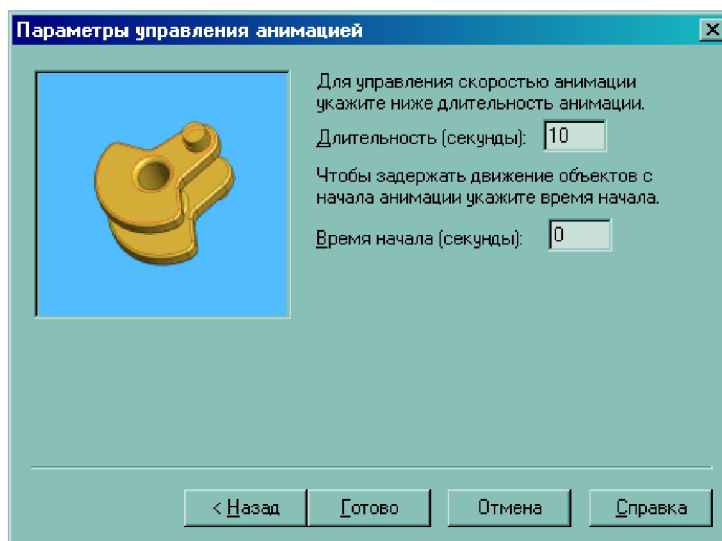 Параметры управления анимацией
Для управления скоростью анимации
укажите ниже длительность анимации.
Длительность (секунды): 10
Чтобы задержать движение объектов с
начала анимации укажите время начала.
Время начала (секунды): 0
< Назад Готово Отмена Справка